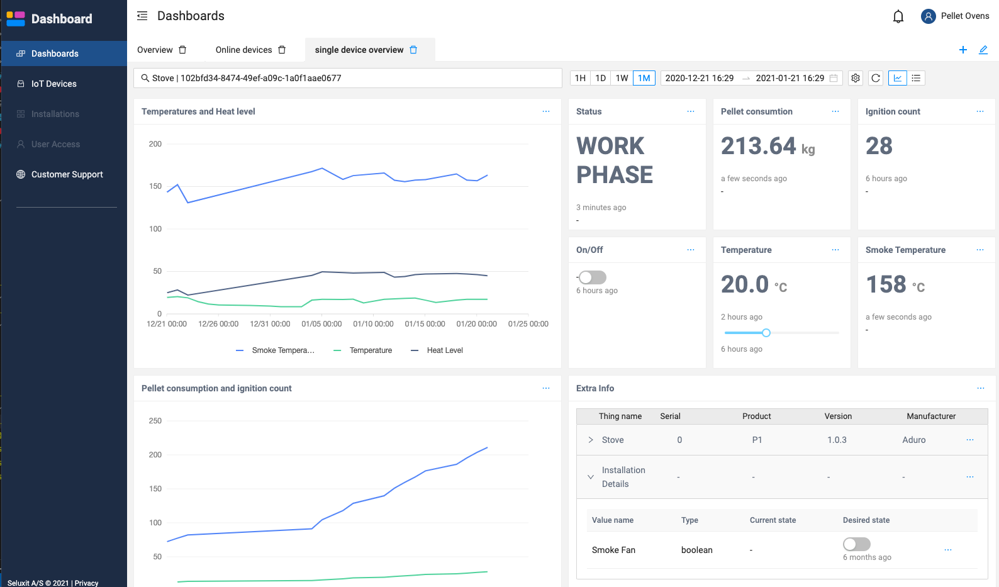 Dashboard
Dashboards
IoT Devices
Installations
User Access
Customer Support
Seluxit A/S © 2021 | Privacy
Dashboards
Pellet Ovens
Overview
Online devices
single device overview
Stove | 102bfd34-8474-49ef-a09c-1a0f1aae0677
1H 1D 1W 1M
2020-12-21 16:29 → 2021-01-21 16:29
Temperatures and Heat level
200
150
100
50
0
12/21 00:00 12/26 00:00 12/31 00:00 01/05 00:00 01/10 00:00 01/15 00:00 01/20 00:00 01/25 00:00
Smoke Tempera... Temperature Heat Level
Status
WORK
PHASE
3 minutes ago
-
Pellet consumtion
213.64 kg
a few seconds ago
-
Ignition count
28
6 hours ago
-
On/Off
-
6 hours ago
Temperature
20.0 °C
2 hours ago
6 hours ago
Smoke Temperature
158 °C
a few seconds ago
-
Pellet consumption and ignition count
250
200
150
100
50
Extra Info
Thing name Serial Product Version Manufacturer
Stove 0 P1 1.0.3 Aduro
Installation
Details - - - -
Value name Type Current state Desired state
Smoke Fan boolean -
6 months ago